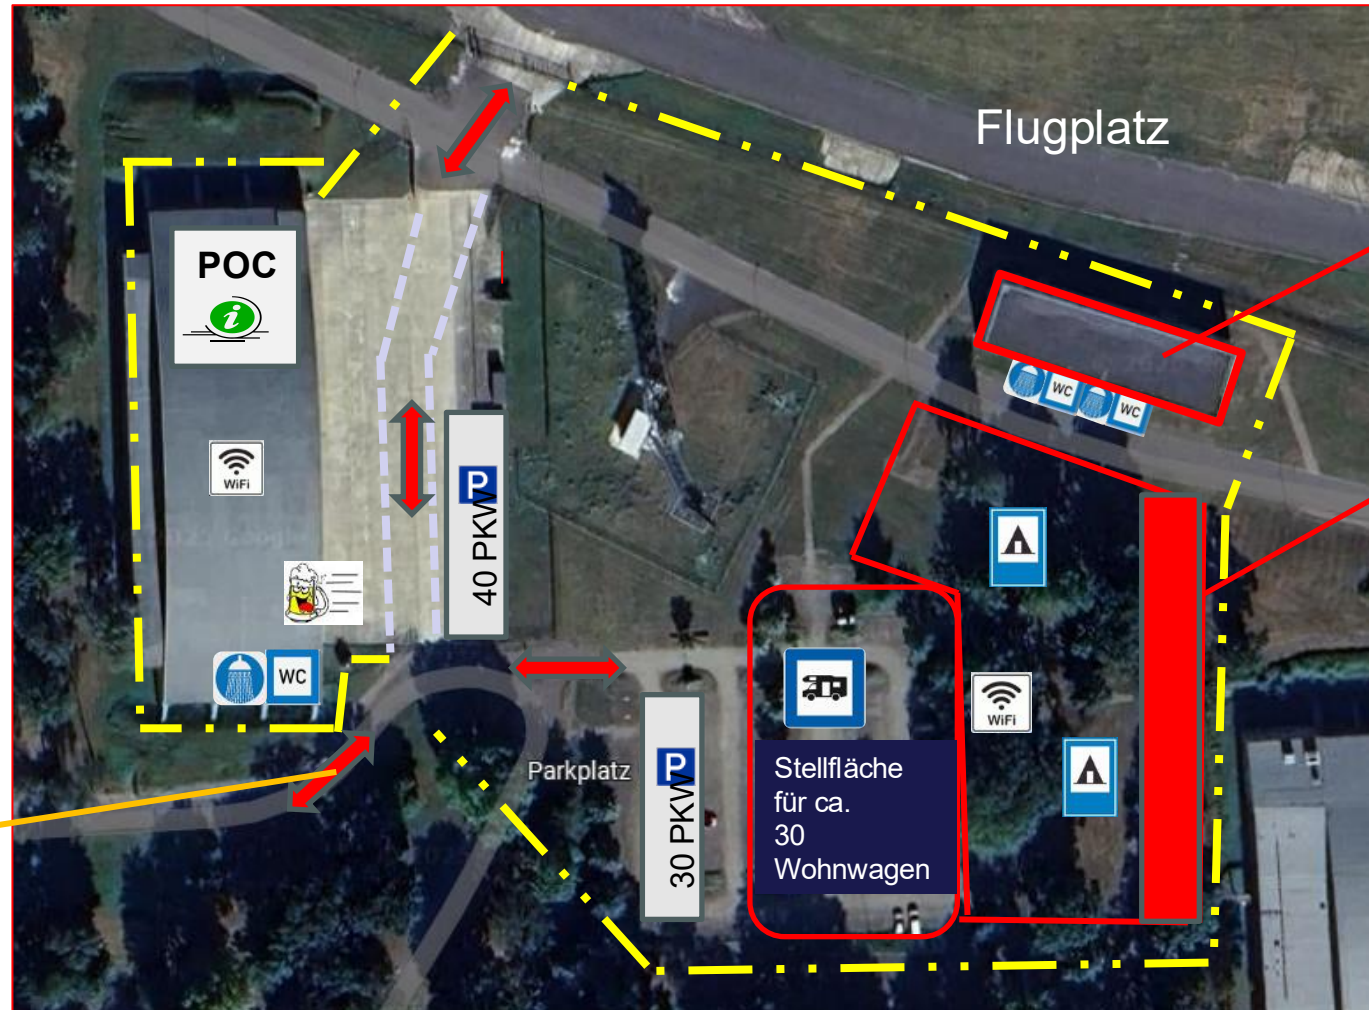 Flugplatz
POC
i
WC
WC
WiFi
P
40 PKW
WC
WiFi
Parkplatz
P
30 PKW
Stellfläche
für ca.
30
Wohnwagen